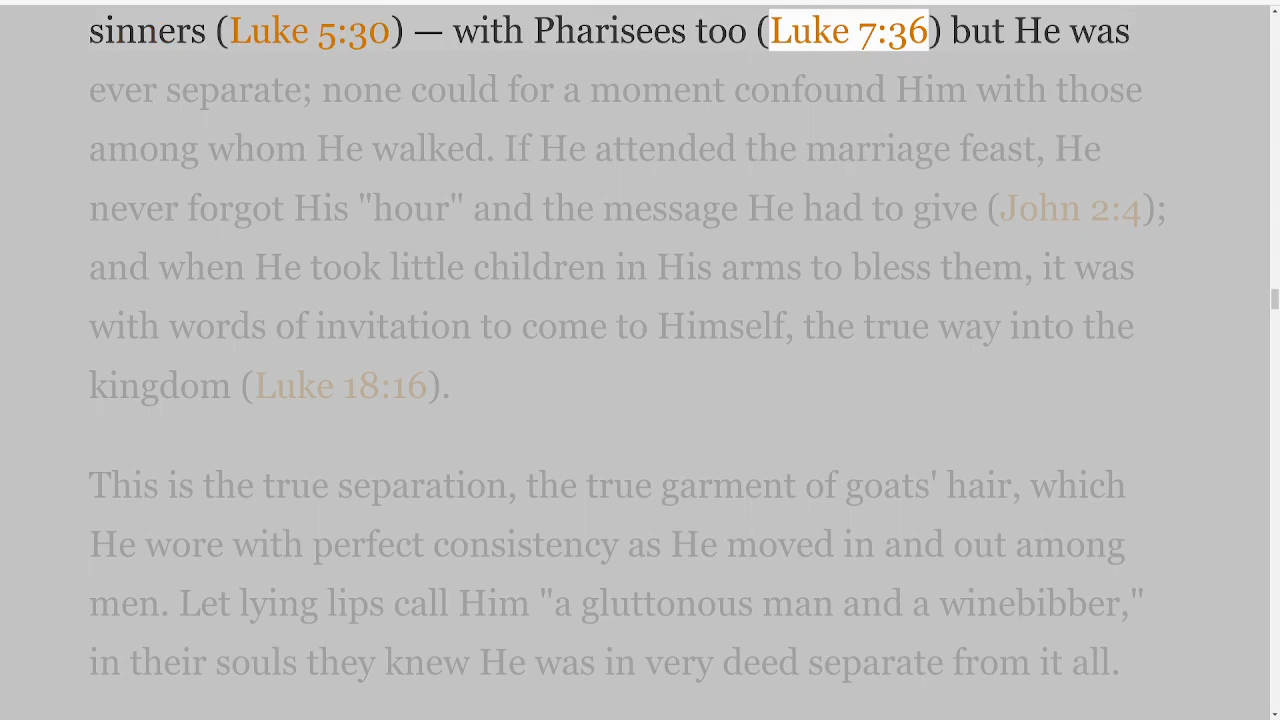 sinners (Luke 5:30) — with Pharisees too (Luke 7:36) but He was
ever separate; none could for a moment confound Him with those
among whom He walked. If He attended the marriage feast, He
never forgot His "hour" and the message He had to give (John 2:4);
and when He took little children in His arms to bless them, it was
with words of invitation to come to Himself, the true way into the
kingdom (Luke 18:16).
This is the true separation, the true garment of goats' hair, which
He wore with perfect consistency as He moved in and out among
men. Let lying lips call Him "a gluttonous man and a winebibber,"
in their souls they knew He was in very deed separate from it all.